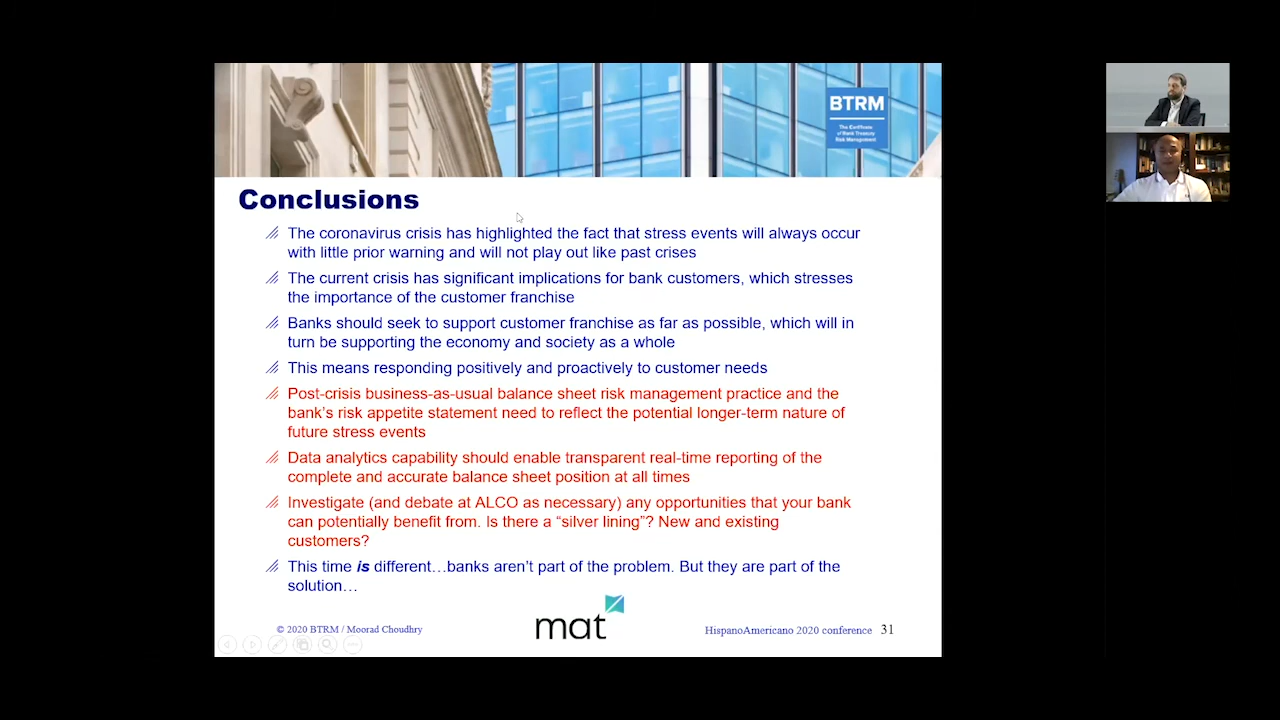 BTRM
The Certificate
of Bank Treasury
Risk Management
Conclusions
The coronavirus crisis has highlighted the fact that stress events will always occur
with little prior warning and will not play out like past crises
The current crisis has significant implications for bank customers, which stresses
the importance of the customer franchise
Banks should seek to support customer franchise as far as possible, which will in
turn be supporting the economy and society as a whole
This means responding positively and proactively to customer needs
Post-crisis business-as-usual balance sheet risk management practice and the
bank’s risk appetite statement need to reflect the potential longer-term nature of
future stress events
Data analytics capability should enable transparent real-time reporting of the
complete and accurate balance sheet position at all times
Investigate (and debate at ALCO as necessary) any opportunities that your bank
can potentially benefit from. Is there a “silver lining”? New and existing
customers?
This time is different…banks aren’t part of the problem. But they are part of the
solution…
mat
© 2020 BTRM / Moorad Choudhry
HispanoAmericano 2020 conference 31